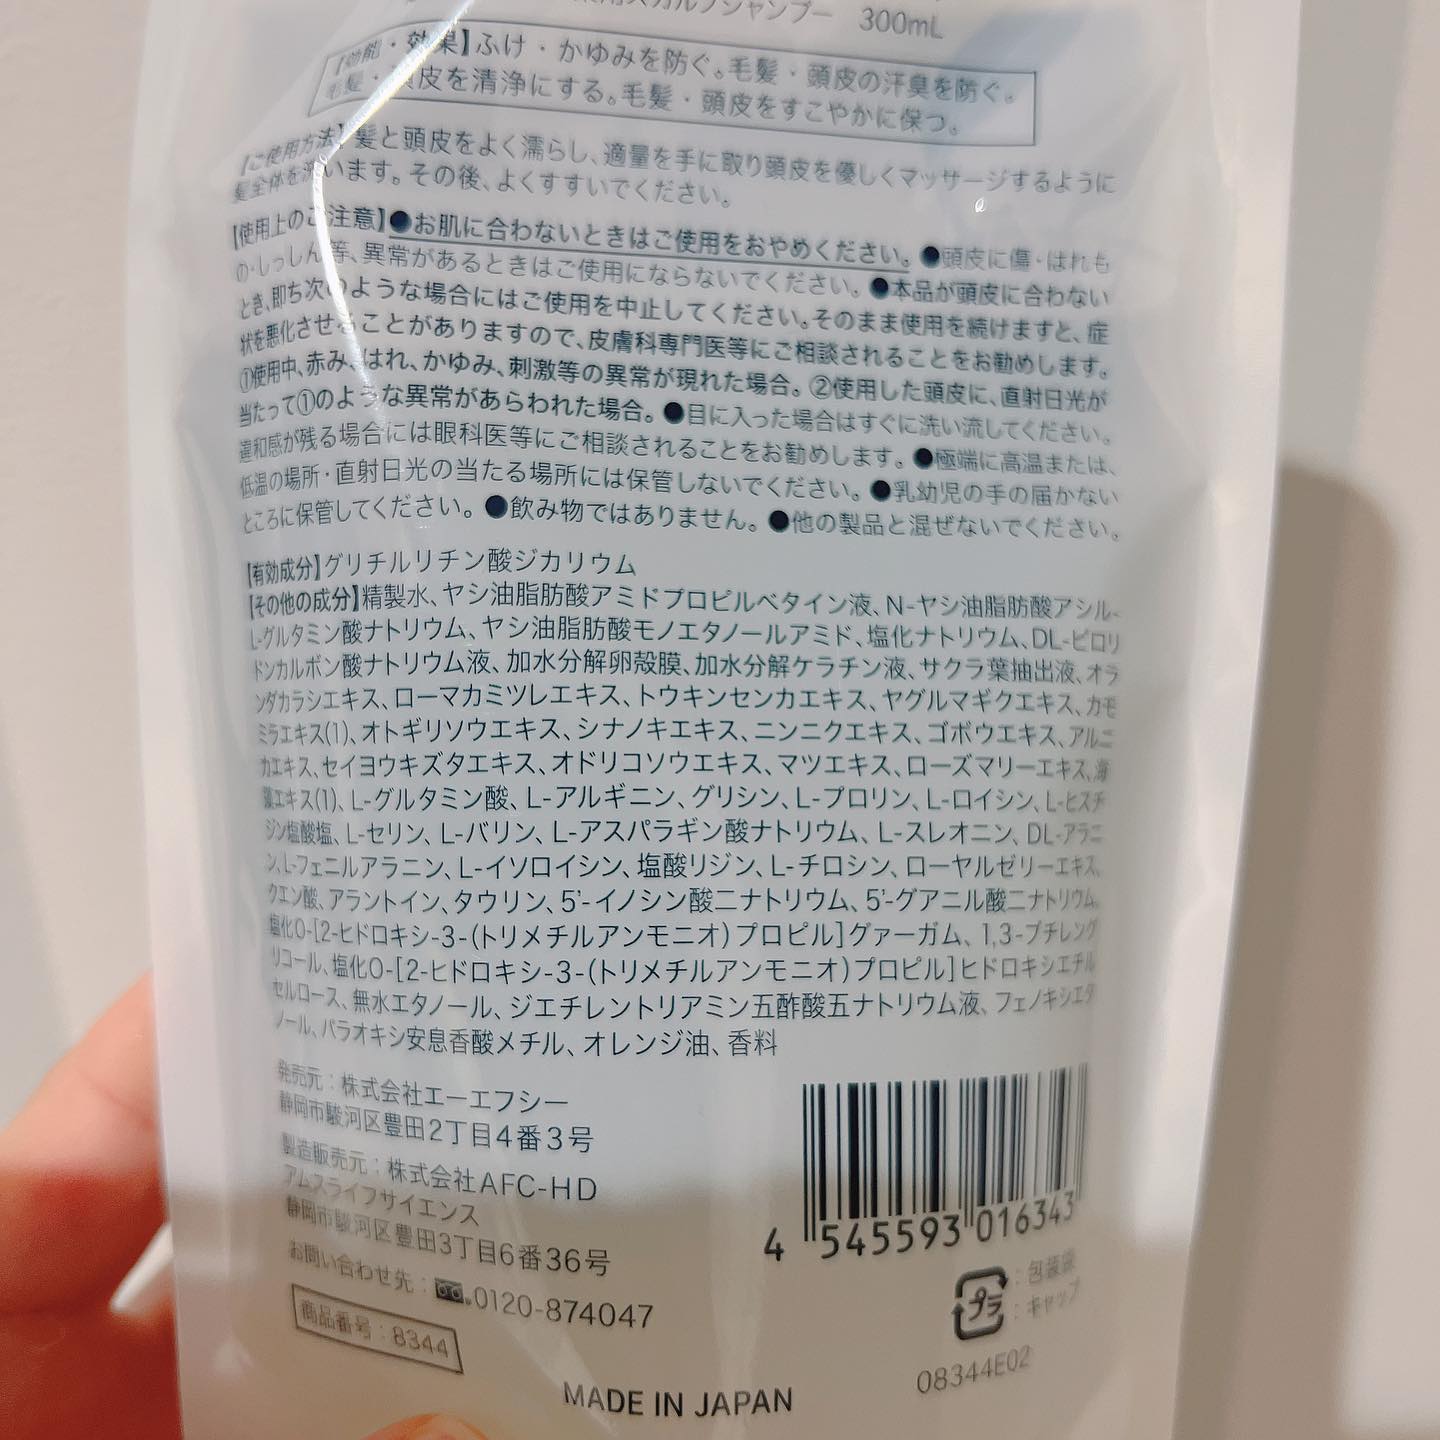 薬用スカルプシャンプー 300mL
【効能・効果】ふけ・かゆみを防ぐ。毛髪・頭皮の汗臭を防ぐ。
毛髪・頭皮を清浄にする。毛髪・頭皮をすこやかに保つ。
【ご使用方法】髪と頭皮をよく濡らし、適量を手に取り頭皮を優しくマッサージするように
髪全体を洗います。その後、よくすすいでください。
【使用上のご注意】●お肌に合わないときはご使用をおやめください。●頭皮に傷・はれも
の・しっしん等、異常があるときはご使用にならないでください。●本品が頭皮に合わない
とき、即ち次のような場合にはご使用を中止してください。そのまま使用を続けますと、症
状を悪化させることがありますので、皮膚科専門医等にご相談されることをお勧めします。
①使用中、赤み、はれ、かゆみ、刺激等の異常が現れた場合。②使用した頭皮に、直射日光が
当たって①のような異常があらわれた場合。●目に入った場合はすぐに洗い流してください。
違和感が残る場合には眼科医等にご相談されることをお勧めします。●極端に高温または、
低温の場所・直射日光の当たる場所には保管しないでください。●乳幼児の手の届かない
ところに保管してください。●飲み物ではありません。●他の製品と混ぜないでください。
【有効成分】グリチルリチン酸ジカリウム
【その他の成分】精製水、ヤシ油脂肪酸アミドプロピルベタイン液、N-ヤシ油脂肪酸アシル-
L-グルタミン酸ナトリウム、ヤシ油脂肪酸モノエタノールアミド、塩化ナトリウム、DL-ピロリ
ドンカルボン酸ナトリウム液、加水分解卵殻膜、加水分解ケラチン液、サクラ葉抽出液、オラ
ンダカラシエキス、ローマカミツレエキス、トウキンセンカエキス、ヤグルマギクエキス、カモ
ミラエキス(1)、オトギリソウエキス、シナノキエキス、ニンニクエキス、ゴボウエキス、アルニ
カエキス、セイヨウキズタエキス、オドリコソウエキス、マツエキス、ローズマリーエキス、海
藻エキス(1)、L-グルタミン酸、L-アルギニン、グリシン、L-プロリン、L-ロイシン、L-ヒスチ
ジン塩酸塩、L-セリン、L-バリン、L-アスパラギン酸ナトリウム、L-スレオニン、DL-アラニ
ン、L-フェニルアラニン、L-イソロイシン、塩酸リジン、L-チロシン、ローヤルゼリーエキス、
クエン酸、アラントイン、タウリン、5'-イノシン酸二ナトリウム、5'-グアニル酸二ナトリウム、
塩化O-[2-ヒドロキシ-3-(トリメチルアンモニオ)プロピル]グァーガム、1,3-ブチレング
リコール、塩化O-[2-ヒドロキシ-3-(トリメチルアンモニオ)プロピル]ヒドロキシエチル
セルロース、無水エタノール、ジエチレントリアミン五酢酸五ナトリウム液、フェノキシエタ
ノール、パラオキシ安息香酸メチル、オレンジ油、香料
発売元：株式会社エーエフシー
静岡市駿河区豊田2丁目4番3号
製造販売元：株式会社AFC-HD
アムスライフサイエンス
静岡市駿河区豊田3丁目6番36号
お問い合わせ先：0120-874047
商品番号：8344
4 545593 016343
プラ：包装袋
：キャップ
08344E02
MADE IN JAPAN